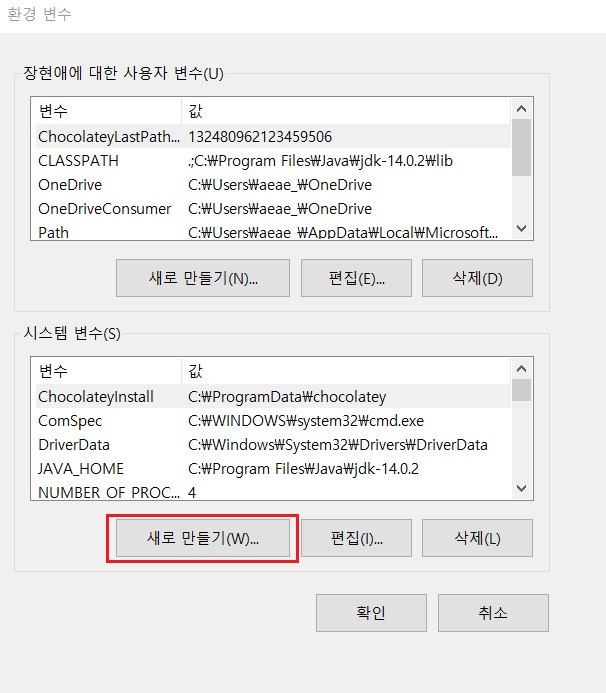 환경 변수
장현애에 대한 사용자 변수(U)
변수 값
ChocolateyLastPath... 132480962123459506
CLASSPATH .;C:₩Program Files₩Java₩jdk-14.0.2₩lib
OneDrive C:₩Users₩aeae_₩OneDrive
OneDriveConsumer C:₩Users₩aeae_₩OneDrive
Path C:₩Users₩aeae_₩AppData₩Local₩Microsoft...
새로 만들기(N)... 편집(E)... 삭제(D)
시스템 변수(S)
변수 값
ChocolateyInstall C:₩ProgramData₩chocolatey
ComSpec C:₩WINDOWS₩system32₩cmd.exe
DriverData C:₩Windows₩System32₩Drivers₩DriverData
JAVA_HOME C:₩Program Files₩Java₩jdk-14.0.2
NUMBER_OF_PROC... 4
새로 만들기(W)... 편집(I)... 삭제(L)
확인 취소